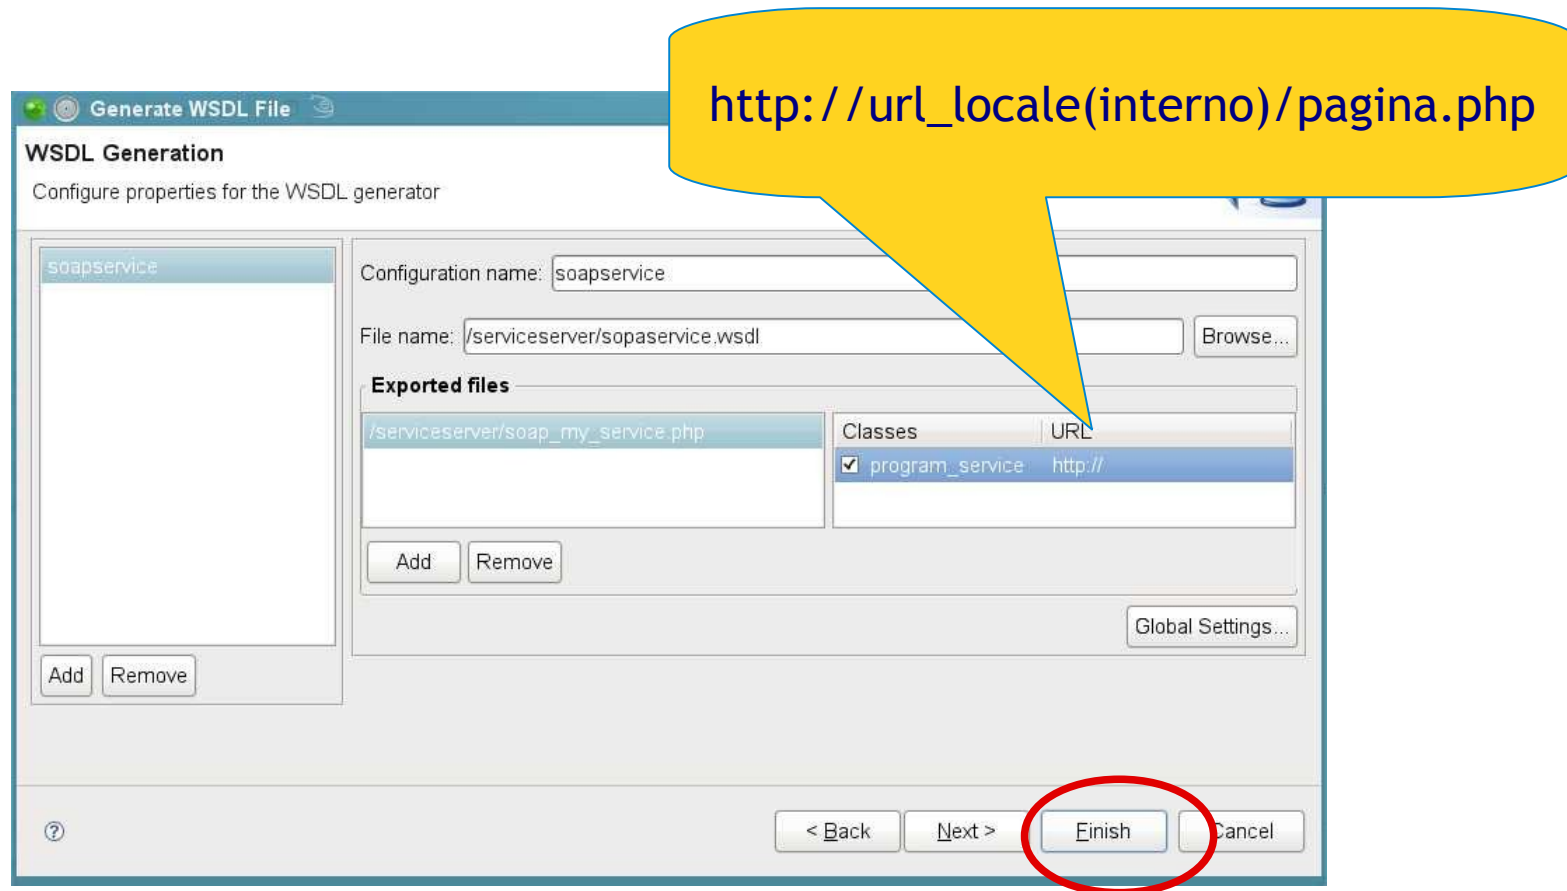 http://url_locale(interno)/pagina.php
Generate WSDL File
WSDL Generation
Configure properties for the WSDL generator
soapservice
Configuration name: soapservice
File name: /serviceserver/sopaservice.wsdl Browse...
Exported files
/serviceserver/soap_my_service.php
Classes URL
program_service http://
Add Remove
Global Settings...
Add Remove
< Back Next > Finish Cancel